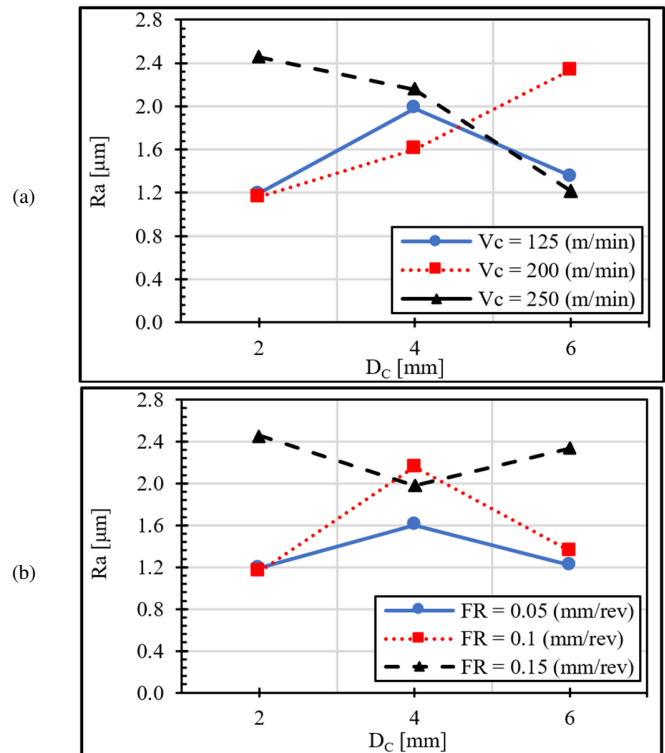 (a)
Ra [µm]
2.8
2.4
2.0
1.6
1.2
0.8
0.4
0.0
Vc = 125 (m/min)
Vc = 200 (m/min)
Vc = 250 (m/min)
2 4 6
D_C [mm]
(b)
Ra [µm]
2.8
2.4
2.0
1.6
1.2
0.8
0.4
0.0
FR = 0.05 (mm/rev)
FR = 0.1 (mm/rev)
FR = 0.15 (mm/rev)
2 4 6
D_C [mm]